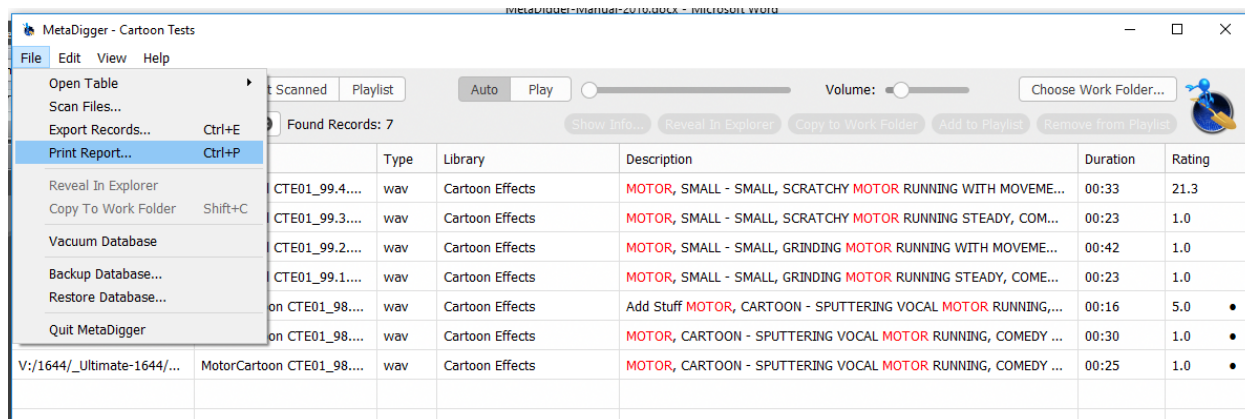 MetaDigger-Manual-2016.docx - Microsoft Word
MetaDigger - Cartoon Tests
File Edit View Help
Open Table
Scan Files...
Export Records... Ctrl+E
Print Report... Ctrl+P
Reveal In Explorer
Copy To Work Folder Shift+C
Vacuum Database
Backup Database...
Restore Database...
Quit MetaDigger
t Scanned Playlist Auto Play Volume: Choose Work Folder...
Found Records: 7 Show Info... Reveal In Explorer Copy to Work Folder Add to Playlist Remove from Playlist
Type Library Description Duration Rating
CTE01_99.4.... wav Cartoon Effects MOTOR, SMALL - SMALL, SCRATCHY MOTOR RUNNING WITH MOVEME... 00:33 21.3
CTE01_99.3.... wav Cartoon Effects MOTOR, SMALL - SMALL, SCRATCHY MOTOR RUNNING STEADY, COM... 00:23 1.0
CTE01_99.2.... wav Cartoon Effects MOTOR, SMALL - SMALL, GRINDING MOTOR RUNNING WITH MOVEME... 00:42 1.0
CTE01_99.1.... wav Cartoon Effects MOTOR, SMALL - SMALL, GRINDING MOTOR RUNNING STEADY, COME... 00:23 1.0
on CTE01_98.... wav Cartoon Effects Add Stuff MOTOR, CARTOON - SPUTTERING VOCAL MOTOR RUNNING,... 00:16 5.0 •
on CTE01_98.... wav Cartoon Effects MOTOR, CARTOON - SPUTTERING VOCAL MOTOR RUNNING, COMEDY ... 00:30 1.0 •
V:/1644/_Ultimate-1644/... MotorCartoon CTE01_98.... wav Cartoon Effects MOTOR, CARTOON - SPUTTERING VOCAL MOTOR RUNNING, COMEDY ... 00:25 1.0 •